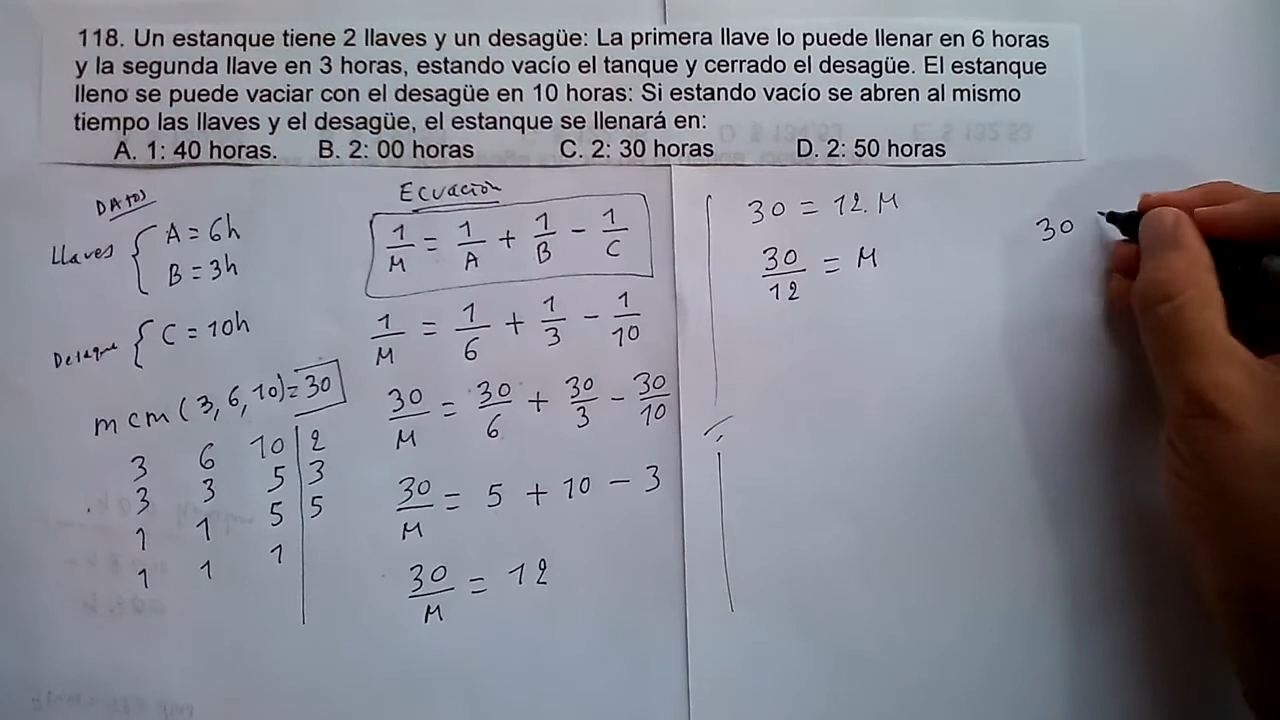 118. Un estanque tiene 2 llaves y un desagüe: La primera llave lo puede llenar en 6 horas
y la segunda llave en 3 horas, estando vacío el tanque y cerrado el desagüe. El estanque
lleno se puede vaciar con el desagüe en 10 horas: Si estando vacío se abren al mismo
tiempo las llaves y el desagüe, el estanque se llenará en:
A. 1: 40 horas. B. 2: 00 horas C. 2: 30 horas D. 2: 50 horas
DATOS
Llaves { A = 6h
B = 3h
Desague { C = 10h
mcm (3, 6, 10) = 30
3 6 10 | 2
3 3 5 | 3
1 1 5 | 5
1 1 1
Ecuación
1/M = 1/A + 1/B - 1/C
1/M = 1/6 + 1/3 - 1/10
30/M = 30/6 + 30/3 - 30/10
30/M = 5 + 10 - 3
30/M = 12
30 = 12.M
30/12 = M
30